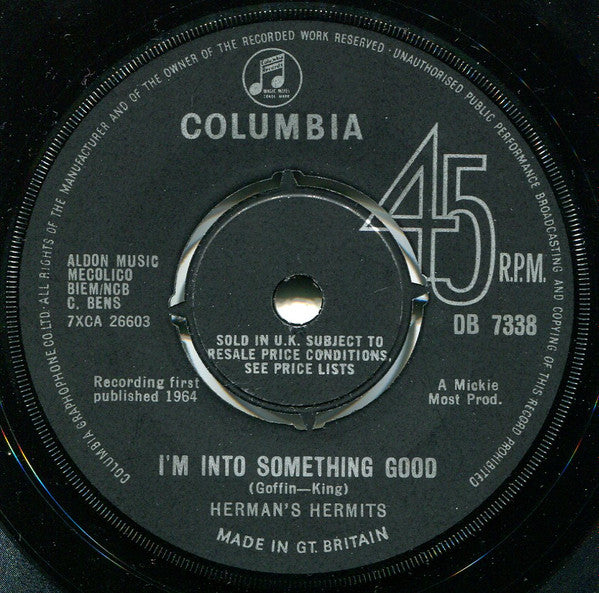 COLUMBIA GRAPHOPHONE CO. LTD. · ALL RIGHTS OF THE MANUFACTURER AND OF THE OWNER OF THE RECORDED WORK RESERVED · UNAUTHORISED PUBLIC PERFORMANCE BROADCASTING AND COPYING OF THIS RECORD PROHIBITED
MAGIC NOTES
COLUMBIA
45
R.P.M.
ALDON MUSIC
MECOLICO
BIEM/NCB
C. BENS
7XCA 26603
DB 7338
SOLD IN U.K. SUBJECT TO
RESALE PRICE CONDITIONS,
SEE PRICE LISTS
Recording first
published 1964
A Mickie
Most Prod.
I'M INTO SOMETHING GOOD
(Goffin—King)
HERMAN'S HERMITS
MADE IN GT. BRITAIN